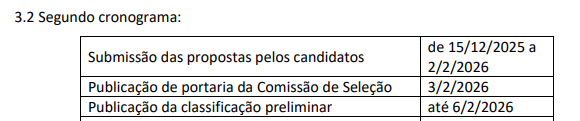 3.2 Segundo cronograma:
Submissão das propostas pelos candidatos
de 15/12/2025 a
2/2/2026
Publicação de portaria da Comissão de Seleção
3/2/2026
Publicação da classificação preliminar
até 6/2/2026